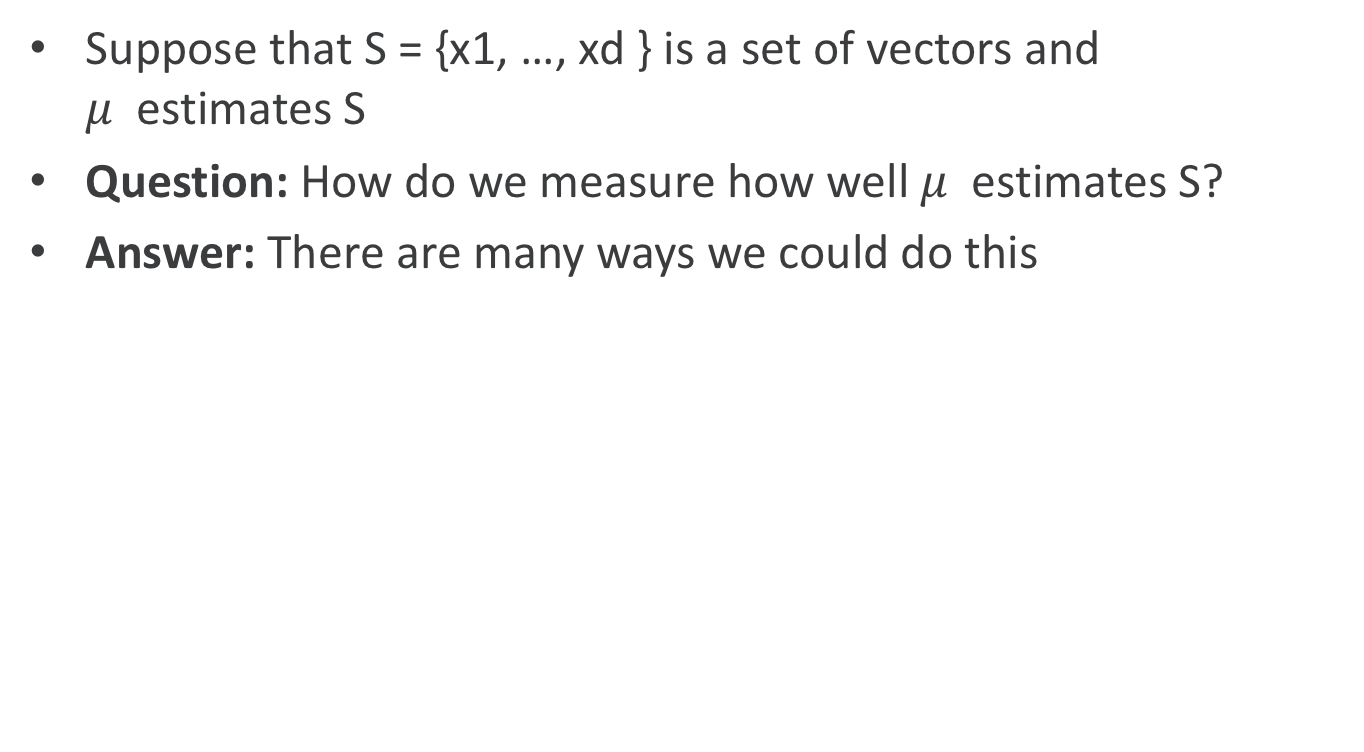 • Suppose that S = {x1, …, xd } is a set of vectors and
𝜇 estimates S
• Question: How do we measure how well 𝜇 estimates S?
• Answer: There are many ways we could do this